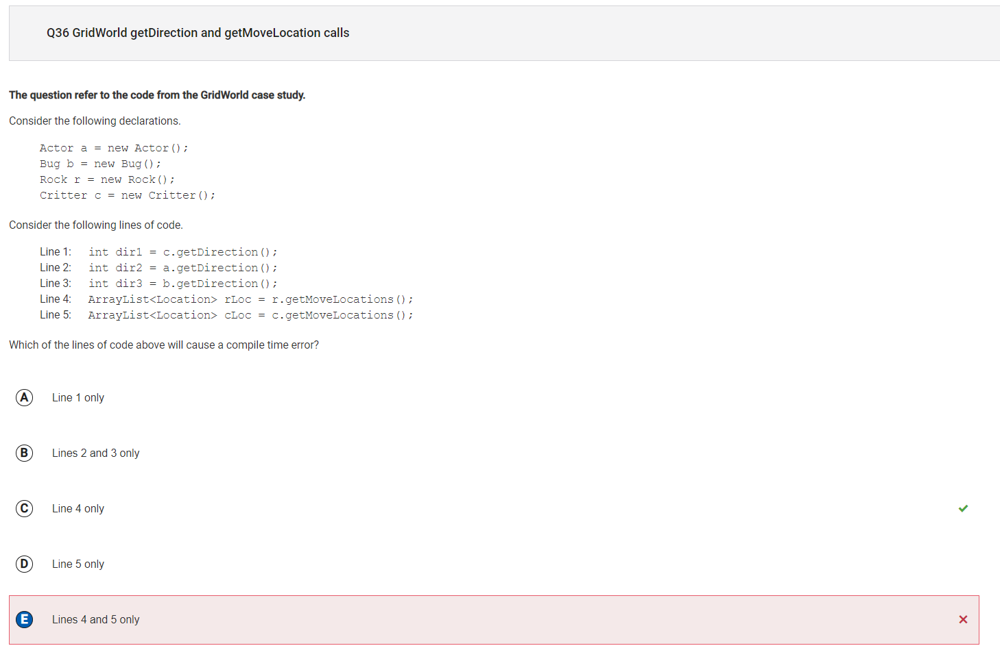 Q36 GridWorld getDirection and getMoveLocation calls
The question refer to the code from the GridWorld case study.
Consider the following declarations.
Actor a = new Actor();
Bug b = new Bug();
Rock r = new Rock();
Critter c = new Critter();
Consider the following lines of code.
Line 1: int dir1 = c.getDirection();
Line 2: int dir2 = a.getDirection();
Line 3: int dir3 = b.getDirection();
Line 4: ArrayList<Location> rLoc = r.getMoveLocations();
Line 5: ArrayList<Location> cLoc = c.getMoveLocations();
Which of the lines of code above will cause a compile time error?
A Line 1 only
B Lines 2 and 3 only
C Line 4 only
D Line 5 only
E Lines 4 and 5 only